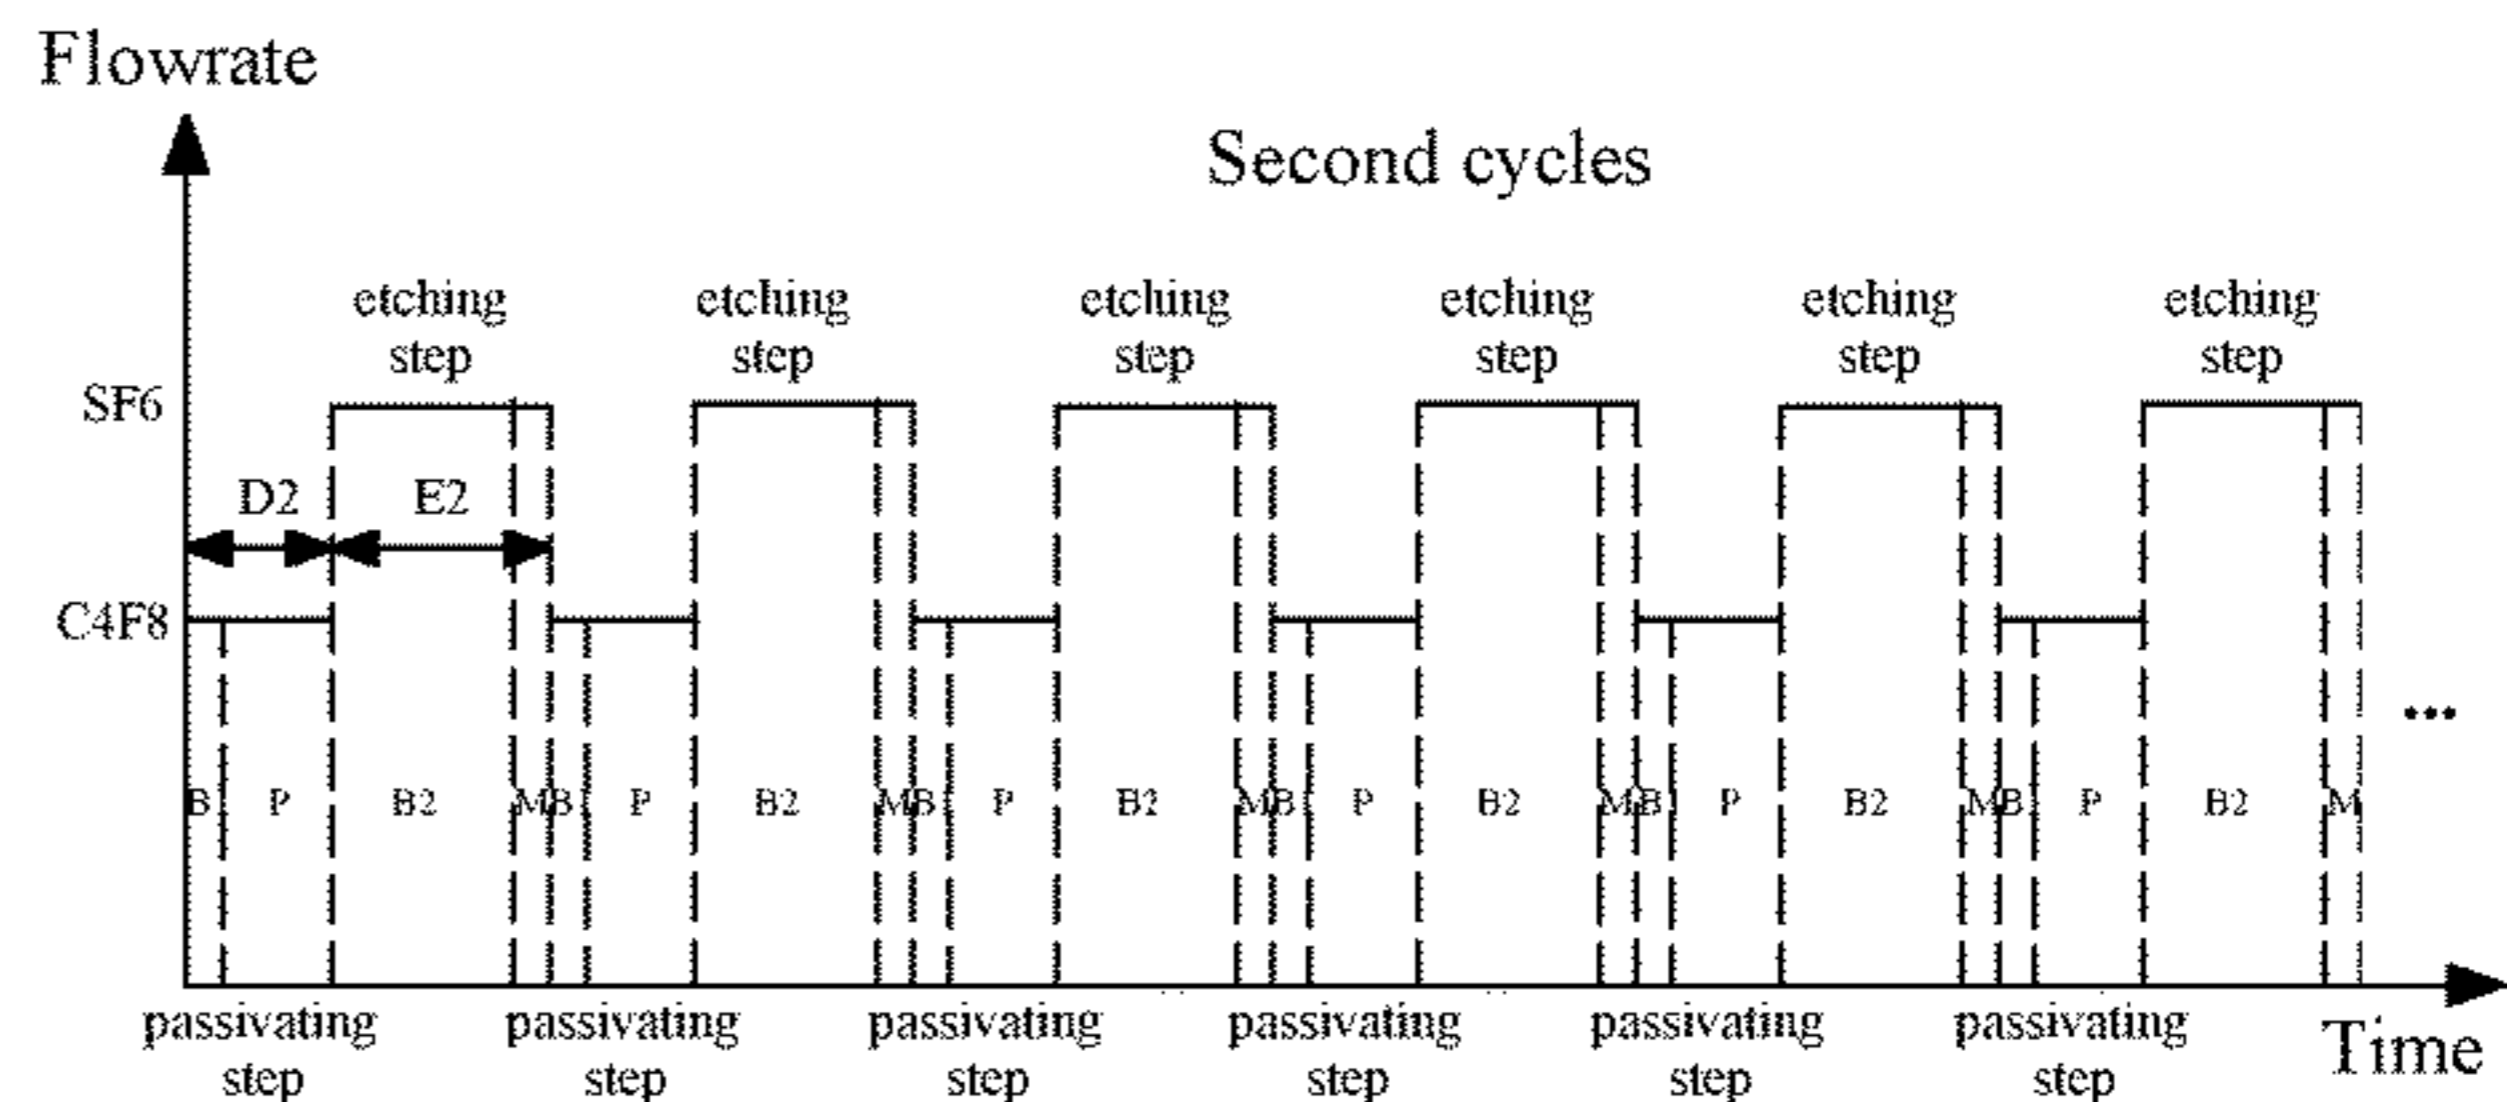 Flowrate
Second cycles
etching step
etching step
etching step
etching step
etching step
etching step
SF6
D2 E2
C4F8
B P B2 M B P B2 M B P B2 M B P B2 M B P B2 M B P B2 M
...
passivating step
passivating step
passivating step
passivating step
passivating step
passivating step
Time